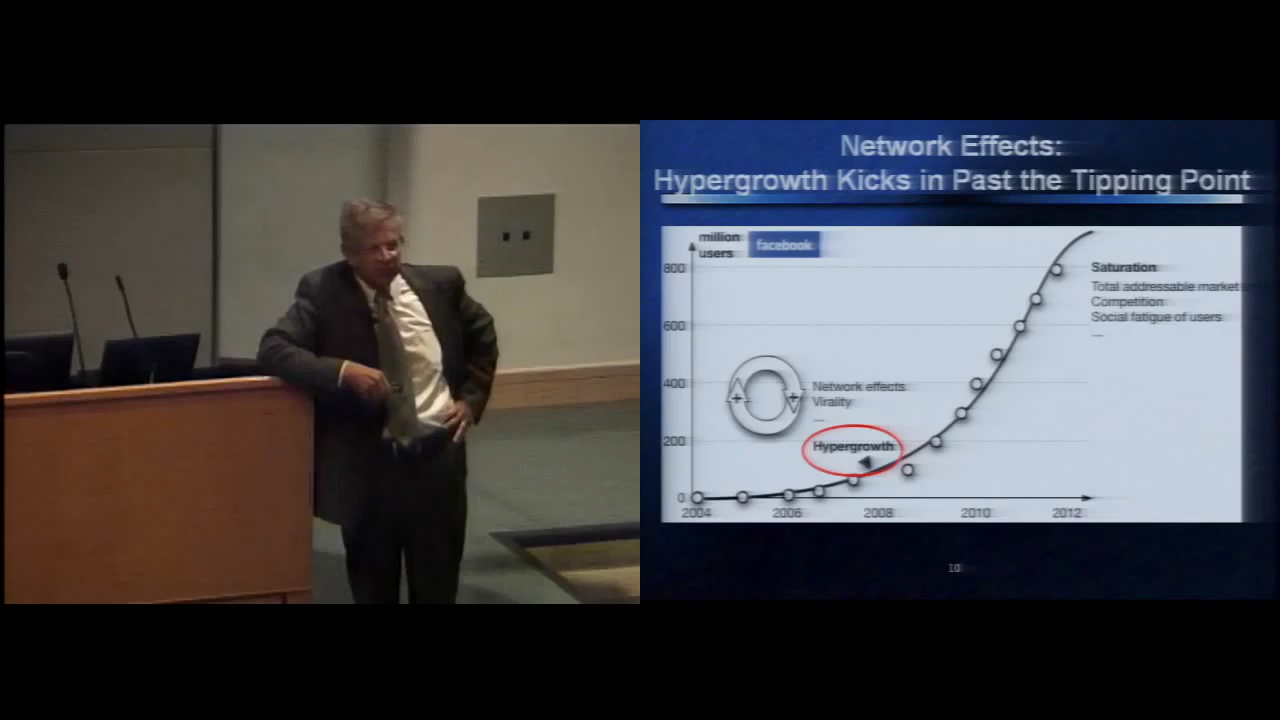 Network Effects:
Hypergrowth Kicks in Past the Tipping Point
million
users
facebook
800
600
400
200
0
2004
2006
2008
2010
2012
Saturation
Total addressable market
Competition
Social fatigue of users
...
+
+
Network effects
Virality
...
Hypergrowth
10